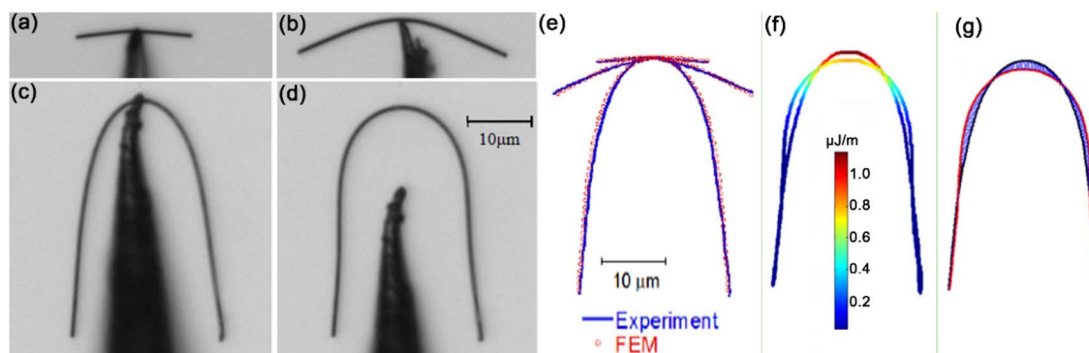 (a)
(b)
(c)
(d)
10μm
(e)
10 μm
Experiment
FEM
(f)
μJ/m
1.0
0.8
0.6
0.4
0.2
(g)